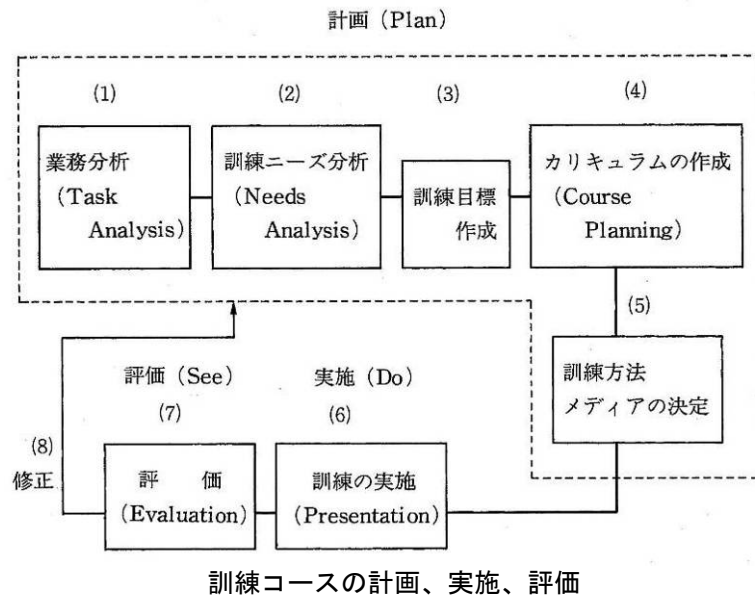 計画(Plan)
(1)
業務分析
(Task
Analysis)
(2)
訓練ニーズ分析
(Needs
Analysis)
(3)
訓練目標
作成
(4)
カリキュラムの作成
(Course
Planning)
(5)
訓練方法
メディアの決定
実施(Do)
(6)
訓練の実施
(Presentation)
評価(See)
(7)
評　価
(Evaluation)
(8)
修正
訓練コースの計画、実施、評価